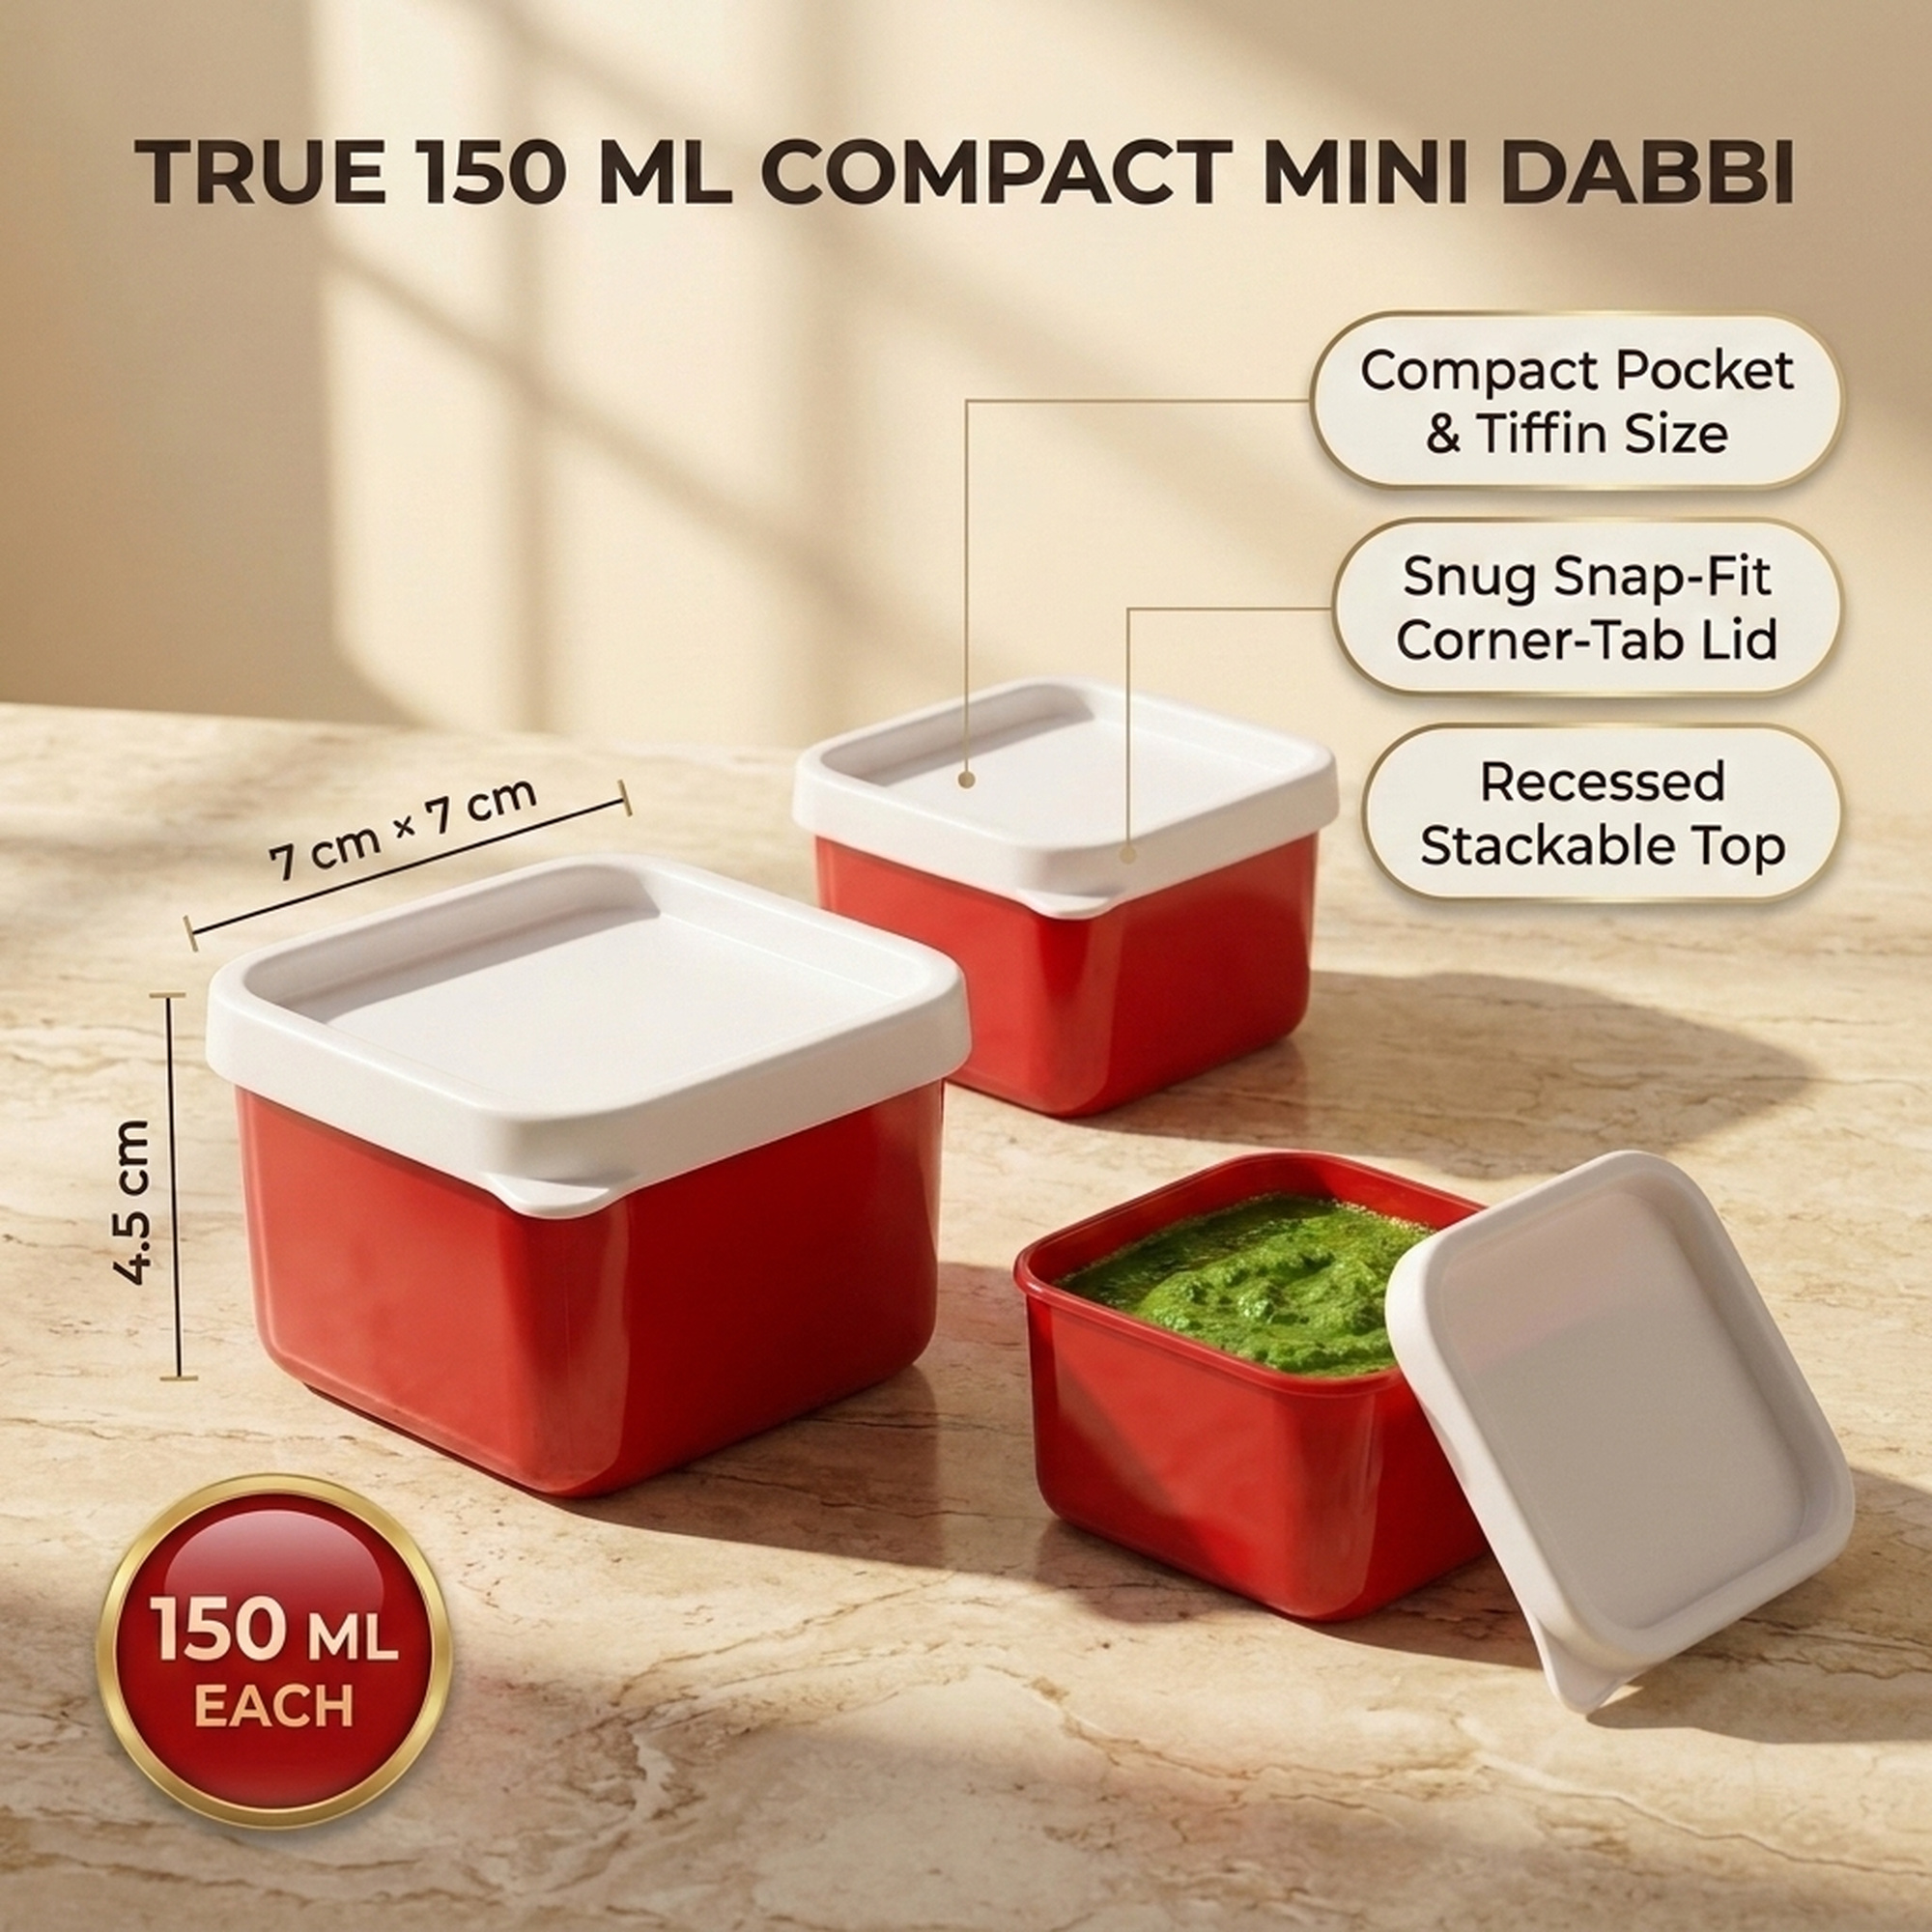 TRUE 150 ML COMPACT MINI DABBI
Compact Pocket
& Tiffin Size
Snug Snap-Fit
Corner-Tab Lid
Recessed
Stackable Top
7 cm × 7 cm
4.5 cm
150 ML
EACH